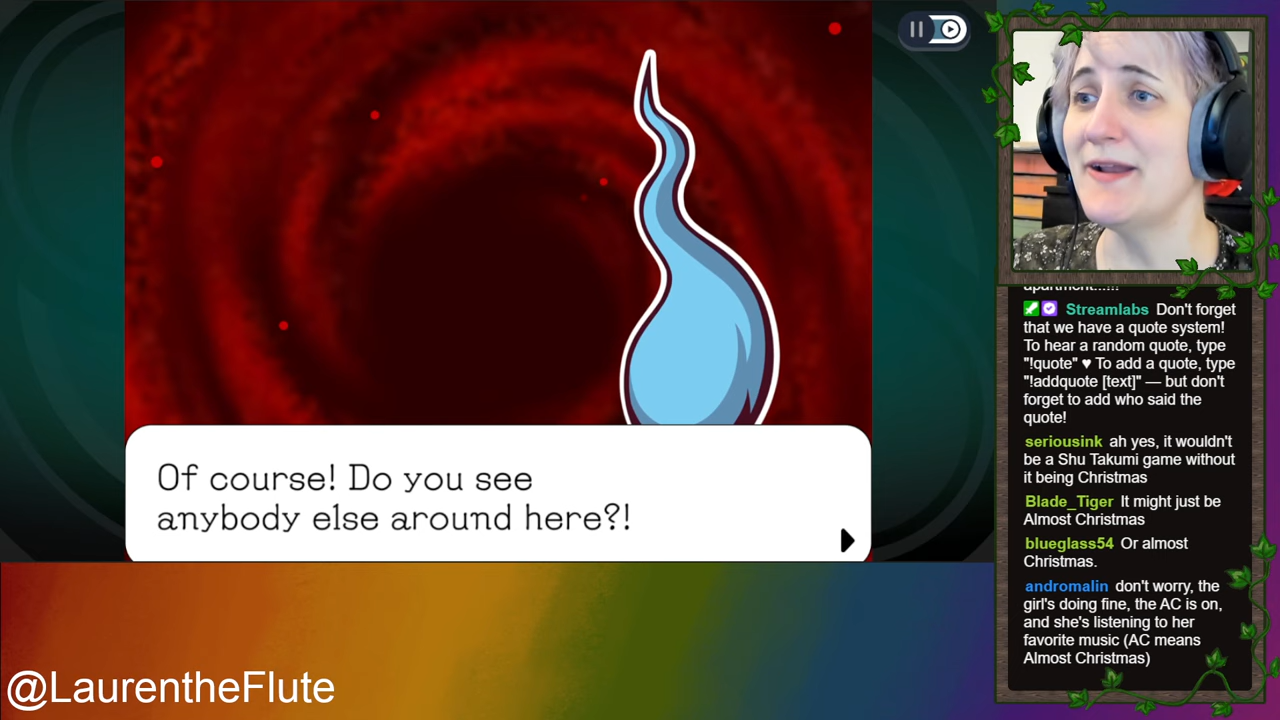 Of course! Do you see
anybody else around here?!
@LaurentheFlute
apartment...!!!
Streamlabs Don't forget
that we have a quote system!
To hear a random quote, type
"!quote" ♥ To add a quote, type
"!addquote [text]" — but don't
forget to add who said the
quote!
seriousink ah yes, it wouldn't
be a Shu Takumi game without
it being Christmas
Blade_Tiger It might just be
Almost Christmas
blueglass54 Or almost
Christmas.
andromalin don't worry, the
girl's doing fine, the AC is on,
and she's listening to her
favorite music (AC means
Almost Christmas)